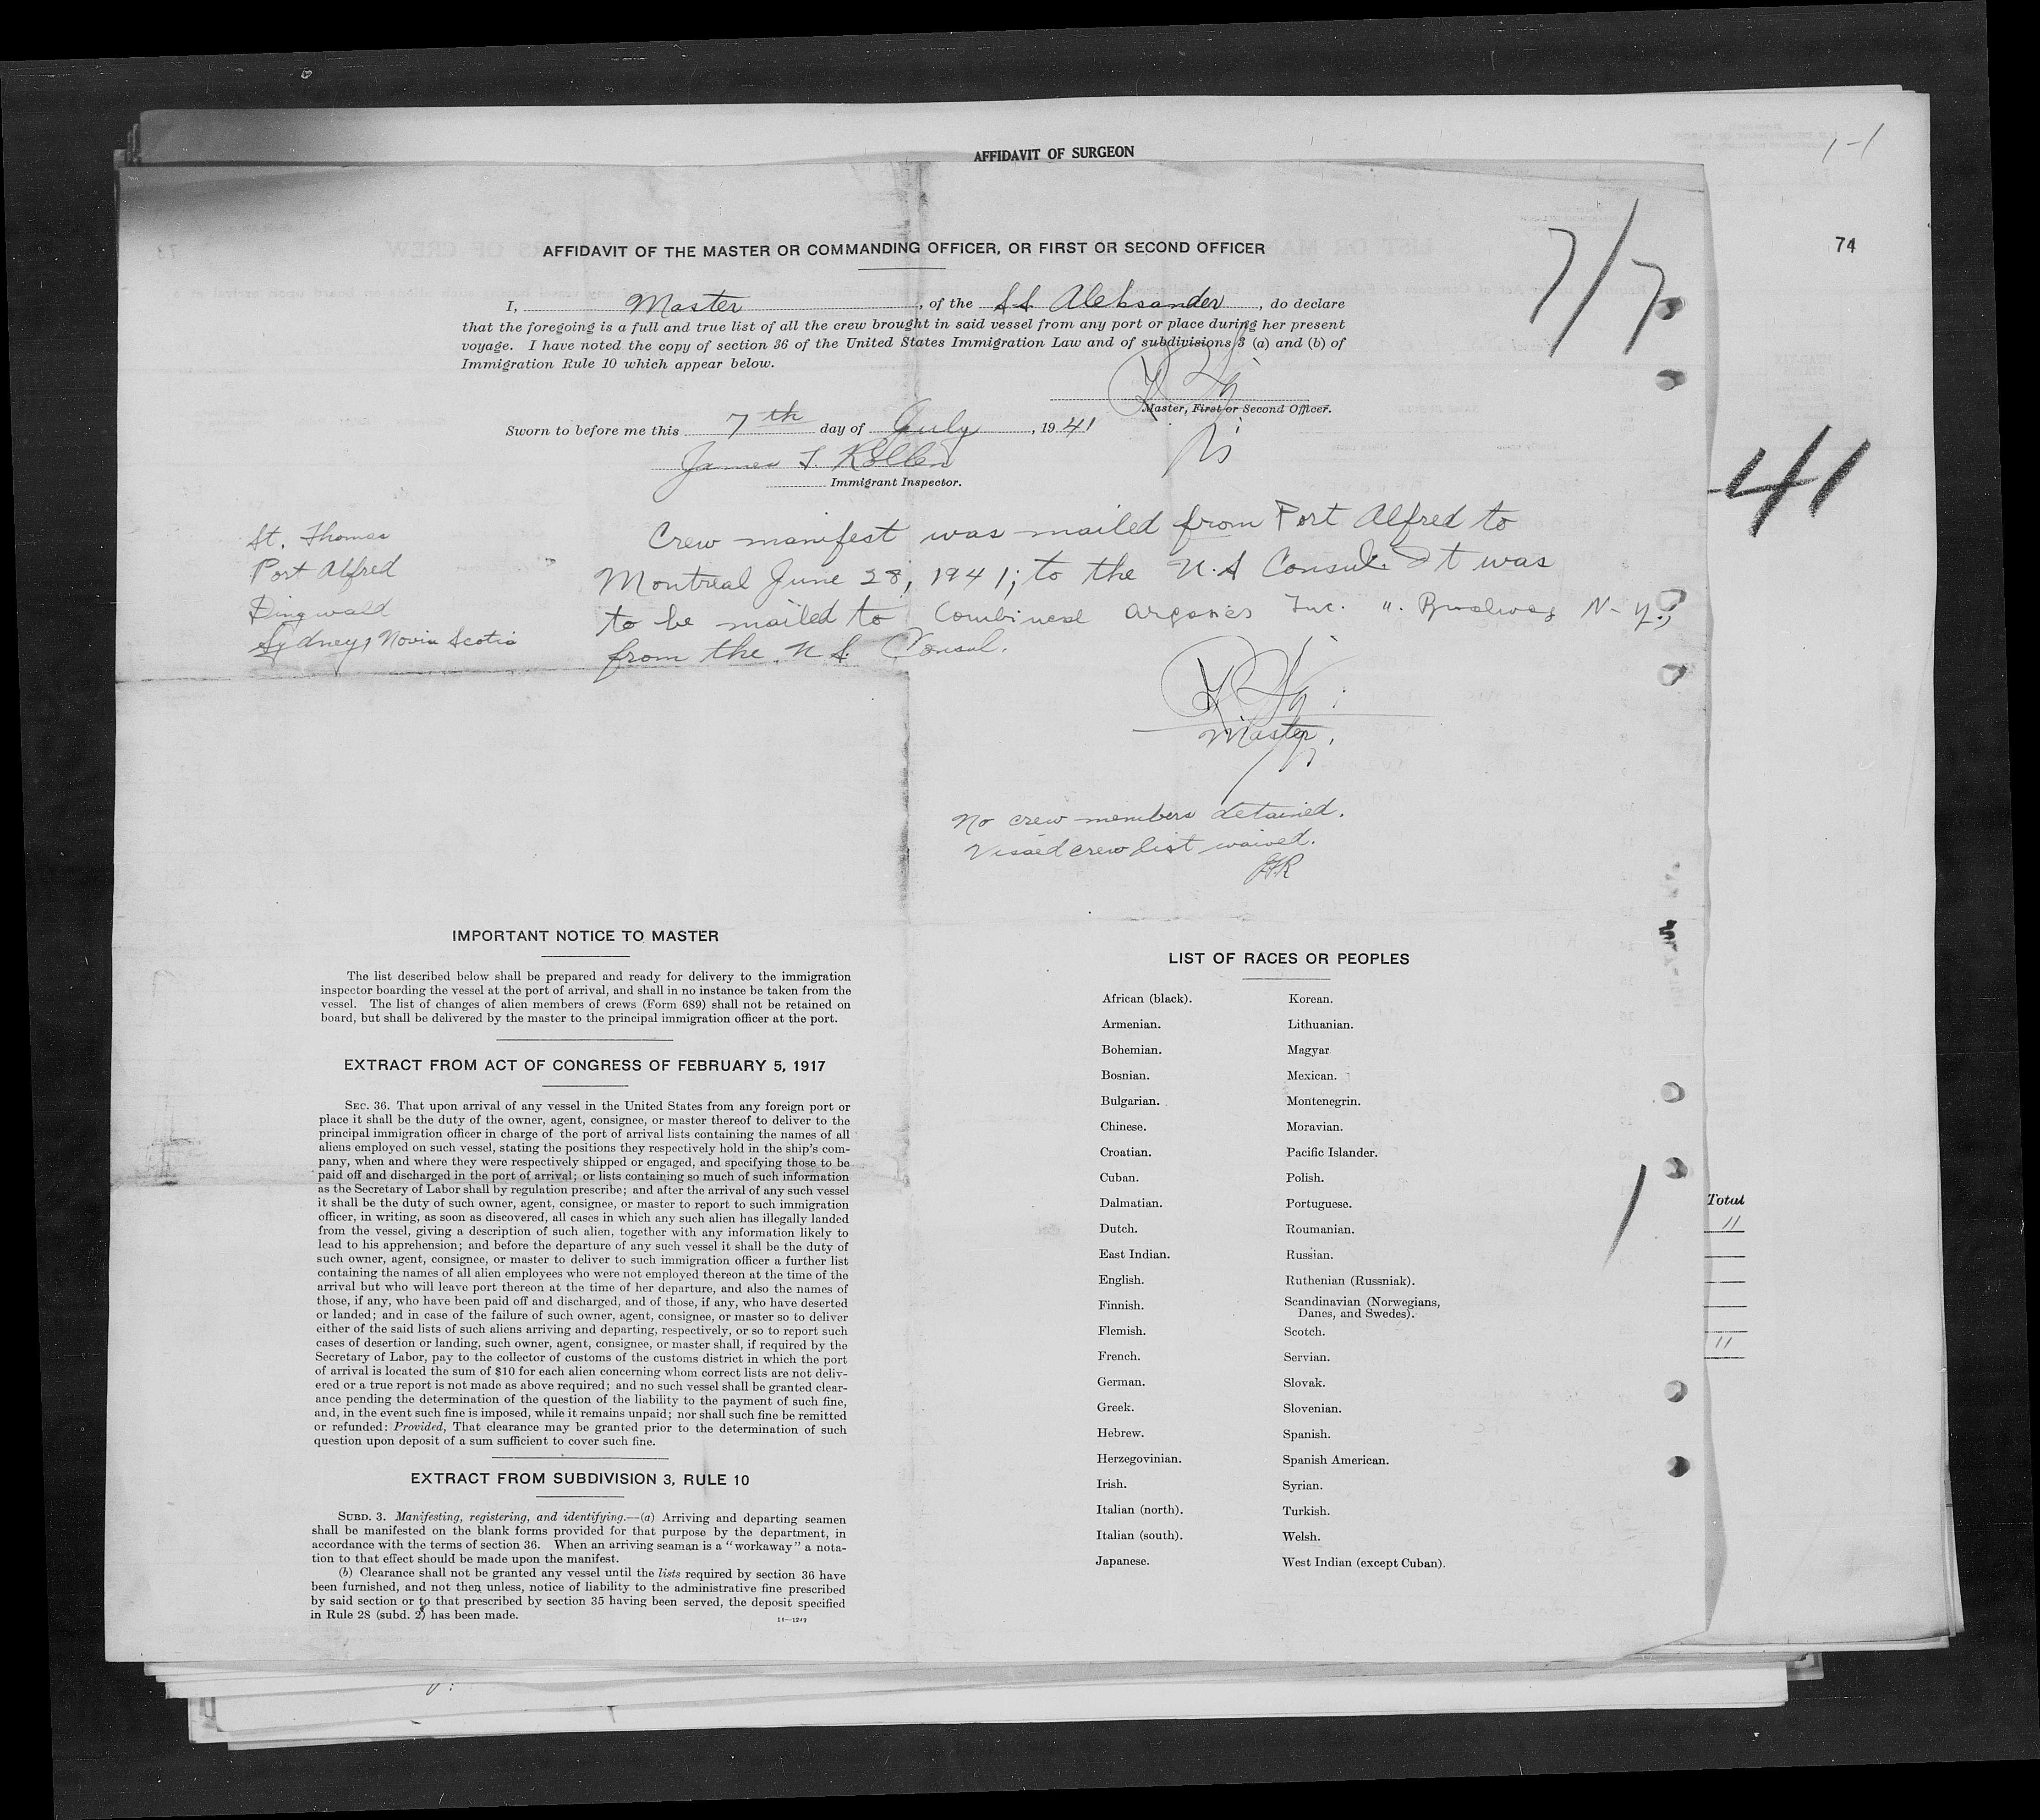 AFFIDAVIT OF SURGEON
1-1
7/7
74
AFFIDAVIT OF THE MASTER OR COMMANDING OFFICER, OR FIRST OR SECOND OFFICER
I, Master, of the SS. Aleksander, do declare
that the foregoing is a full and true list of all the crew brought in said vessel from any port or place during her present
voyage. I have noted the copy of section 36 of the United States Immigration Law and of subdivisions 3 (a) and (b) of
Immigration Rule 10 which appear below.
Master, First or Second Officer.
Sworn to before me this 7th day of July, 1941
James T.
Immigrant Inspector.
41
St. Thomas
Port Alfred
Dingwald
Sydney, Novia Scotia
Crew manifest was mailed from Port Alfred to
Montreal June 28, 1941; to the U.S Consul. It was
to be mailed to Combined Inc. N-Y.;
from the U.S. Consul.
Master.
No crew members detained.
Visaed crew list waived.
IMPORTANT NOTICE TO MASTER
The list described below shall be prepared and ready for delivery to the immigration
inspector boarding the vessel at the port of arrival, and shall in no instance be taken from the
vessel. The list of changes of alien members of crews (Form 689) shall not be retained on
board, but shall be delivered by the master to the principal immigration officer at the port.
EXTRACT FROM ACT OF CONGRESS OF FEBRUARY 5, 1917
SEC. 36. That upon arrival of any vessel in the United States from any foreign port or
place it shall be the duty of the owner, agent, consignee, or master thereof to deliver to the
principal immigration officer in charge of the port of arrival lists containing the names of all
aliens employed on such vessel, stating the positions they respectively hold in the ship's com-
pany, when and where they were respectively shipped or engaged, and specifying those to be
paid off and discharged in the port of arrival; or lists containing so much of such information
as the Secretary of Labor shall by regulation prescribe; and after the arrival of any such vessel
it shall be the duty of such owner, agent, consignee, or master to report to such immigration
officer, in writing, as soon as discovered, all cases in which any such alien has illegally landed
from the vessel, giving a description of such alien, together with any information likely to
lead to his apprehension; and before the departure of any such vessel it shall be the duty of
such owner, agent, consignee, or master to deliver to such immigration officer a further list
containing the names of all alien employees who were not employed thereon at the time of the
arrival but who will leave port thereon at the time of her departure, and also the names of
those, if any, who have been paid off and discharged, and of those, if any, who have deserted
or landed; and in case of the failure of such owner, agent, consignee, or master so to deliver
either of the said lists of such aliens arriving and departing, respectively, or so to report such
cases of desertion or landing, such owner, agent, consignee, or master shall, if required by the
Secretary of Labor, pay to the collector of customs of the customs district in which the port
of arrival is located the sum of $10 for each alien concerning whom correct lists are not deliv-
ered or a true report is not made as above required; and no such vessel shall be granted clear-
ance pending the determination of the question of the liability to the payment of such fine,
and, in the event such fine is imposed, while it remains unpaid; nor shall such fine be remitted
or refunded: Provided, That clearance may be granted prior to the determination of such
question upon deposit of a sum sufficient to cover such fine.
EXTRACT FROM SUBDIVISION 3, RULE 10
SUBD. 3. Manifesting, registering, and identifying.—(a) Arriving and departing seamen
shall be manifested on the blank forms provided for that purpose by the department, in
accordance with the terms of section 36. When an arriving seaman is a "workaway" a nota-
tion to that effect should be made upon the manifest.
(b) Clearance shall not be granted any vessel until the lists required by section 36 have
been furnished, and not then unless, notice of liability to the administrative fine prescribed
by said section or to that prescribed by section 35 having been served, the deposit specified
in Rule 28 (subd. 2) has been made.
LIST OF RACES OR PEOPLES
African (black). Korean.
Armenian. Lithuanian.
Bohemian. Magyar
Bosnian. Mexican.
Bulgarian. Montenegrin.
Chinese. Moravian.
Croatian. Pacific Islander.
Cuban. Polish.
Dalmatian. Portuguese.
Dutch. Roumanian.
East Indian. Russian.
English. Ruthenian (Russniak).
Finnish. Scandinavian (Norwegians,
Danes, and Swedes).
Flemish. Scotch.
French. Servian.
German. Slovak.
Greek. Slovenian.
Hebrew. Spanish.
Herzegovinian. Spanish American.
Irish. Syrian.
Italian (north). Turkish.
Italian (south). Welsh.
Japanese. West Indian (except Cuban).
Total
11
11